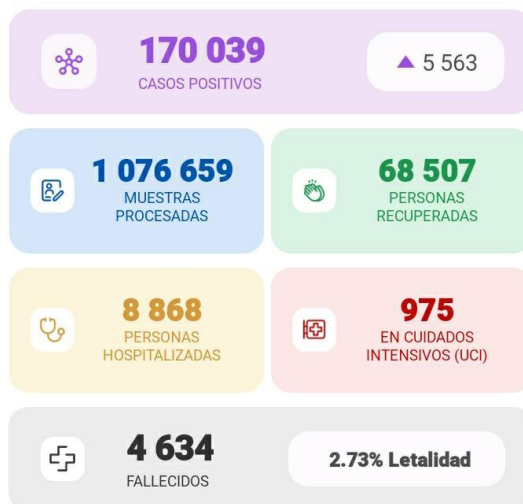 170 039
CASOS POSITIVOS
5 563
1 076 659
MUESTRAS
PROCESADAS
68 507
PERSONAS
RECUPERADAS
8 868
PERSONAS
HOSPITALIZADAS
975
EN CUIDADOS
INTENSIVOS (UCI)
4 634
FALLECIDOS
2.73% Letalidad